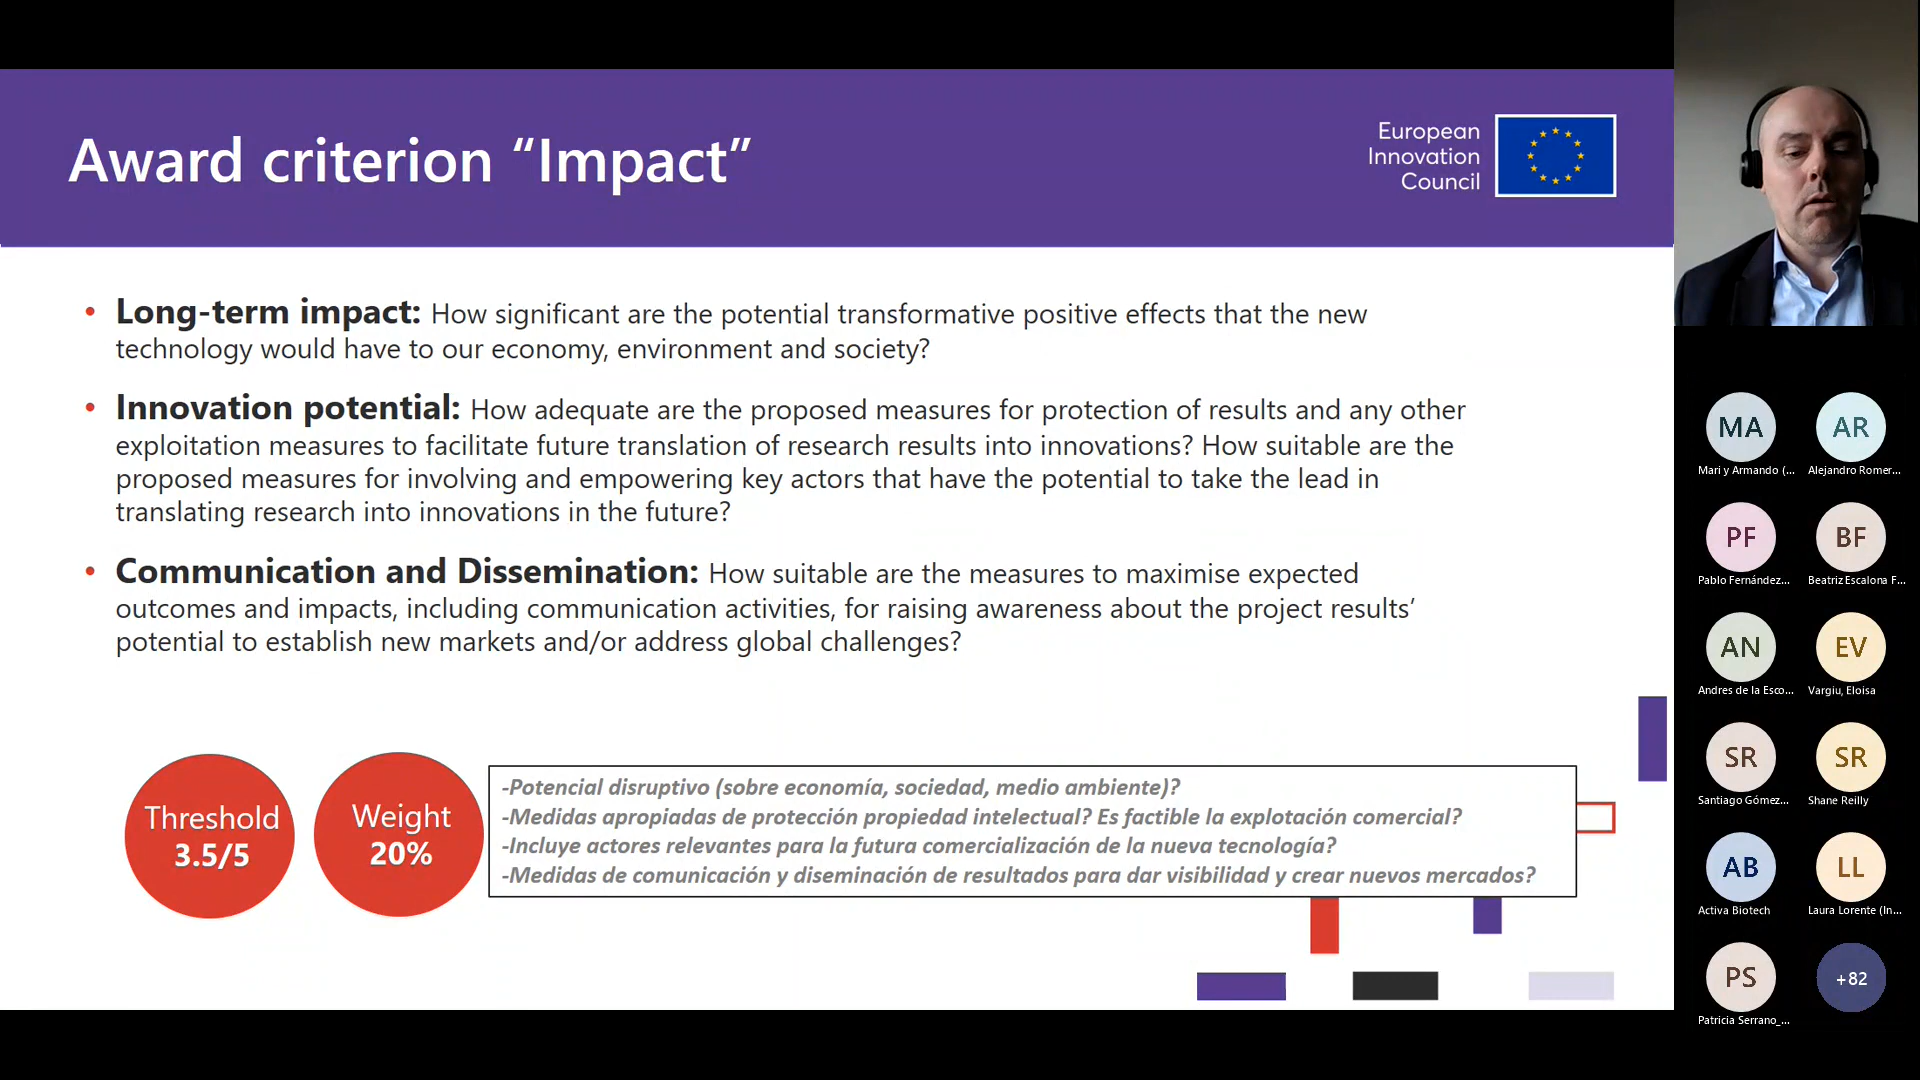 Award criterion “Impact”
European
Innovation
Council
• Long-term impact: How significant are the potential transformative positive effects that the new
technology would have to our economy, environment and society?
• Innovation potential: How adequate are the proposed measures for protection of results and any other
exploitation measures to facilitate future translation of research results into innovations? How suitable are the
proposed measures for involving and empowering key actors that have the potential to take the lead in
translating research into innovations in the future?
• Communication and Dissemination: How suitable are the measures to maximise expected
outcomes and impacts, including communication activities, for raising awareness about the project results’
potential to establish new markets and/or address global challenges?
Threshold
3.5/5
Weight
20%
-Potencial disruptivo (sobre economía, sociedad, medio ambiente)?
-Medidas apropiadas de protección propiedad intelectual? Es factible la explotación comercial?
-Incluye actores relevantes para la futura comercialización de la nueva tecnología?
-Medidas de comunicación y diseminación de resultados para dar visibilidad y crear nuevos mercados?
MA
Mari y Armando (...
AR
Alejandro Romer...
PF
Pablo Fernández...
BF
Beatriz Escalona F...
AN
Andres de la Esco...
EV
Vargiu, Eloisa
SR
Santiago Gómez...
SR
Shane Reilly
AB
Activa Biotech
LL
Laura Lorente (In...
PS
Patricia Serrano_...
+82